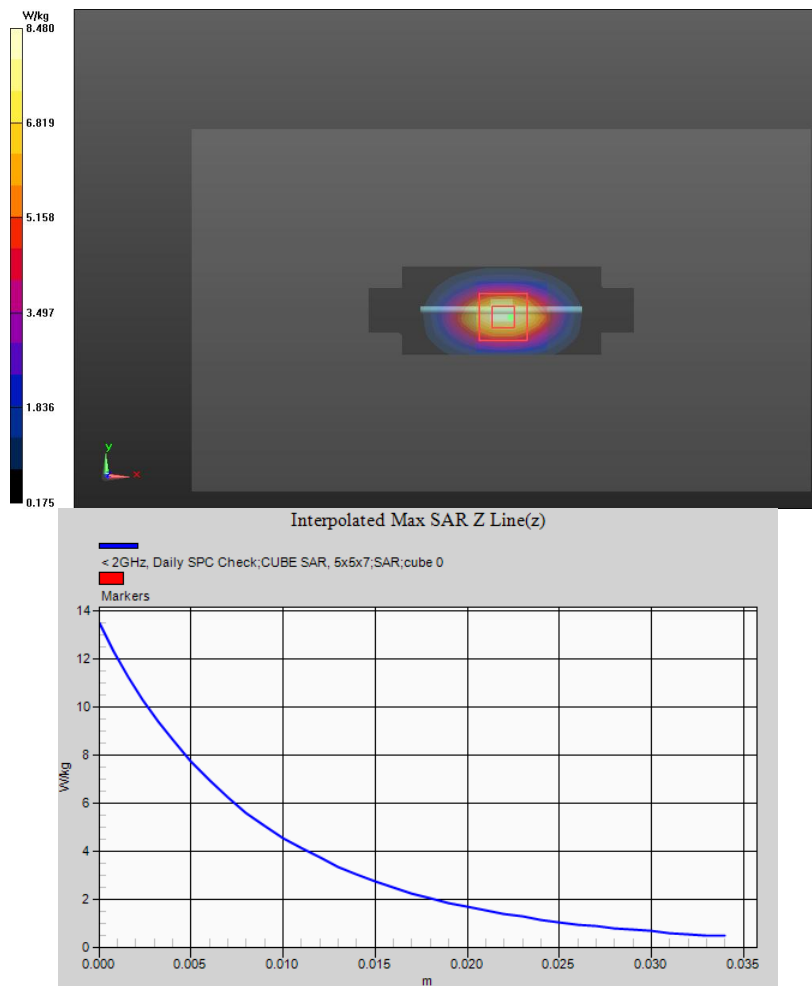 W/kg
8.480
6.819
5.158
3.497
1.836
0.175
y
x
Interpolated Max SAR Z Line(z)
< 2GHz, Daily SPC Check;CUBE SAR, 5x5x7;SAR;cube 0
Markers
14
12
10
8
6
4
2
0
W/kg
0.000 0.005 0.010 0.015 0.020 0.025 0.030 0.035
m